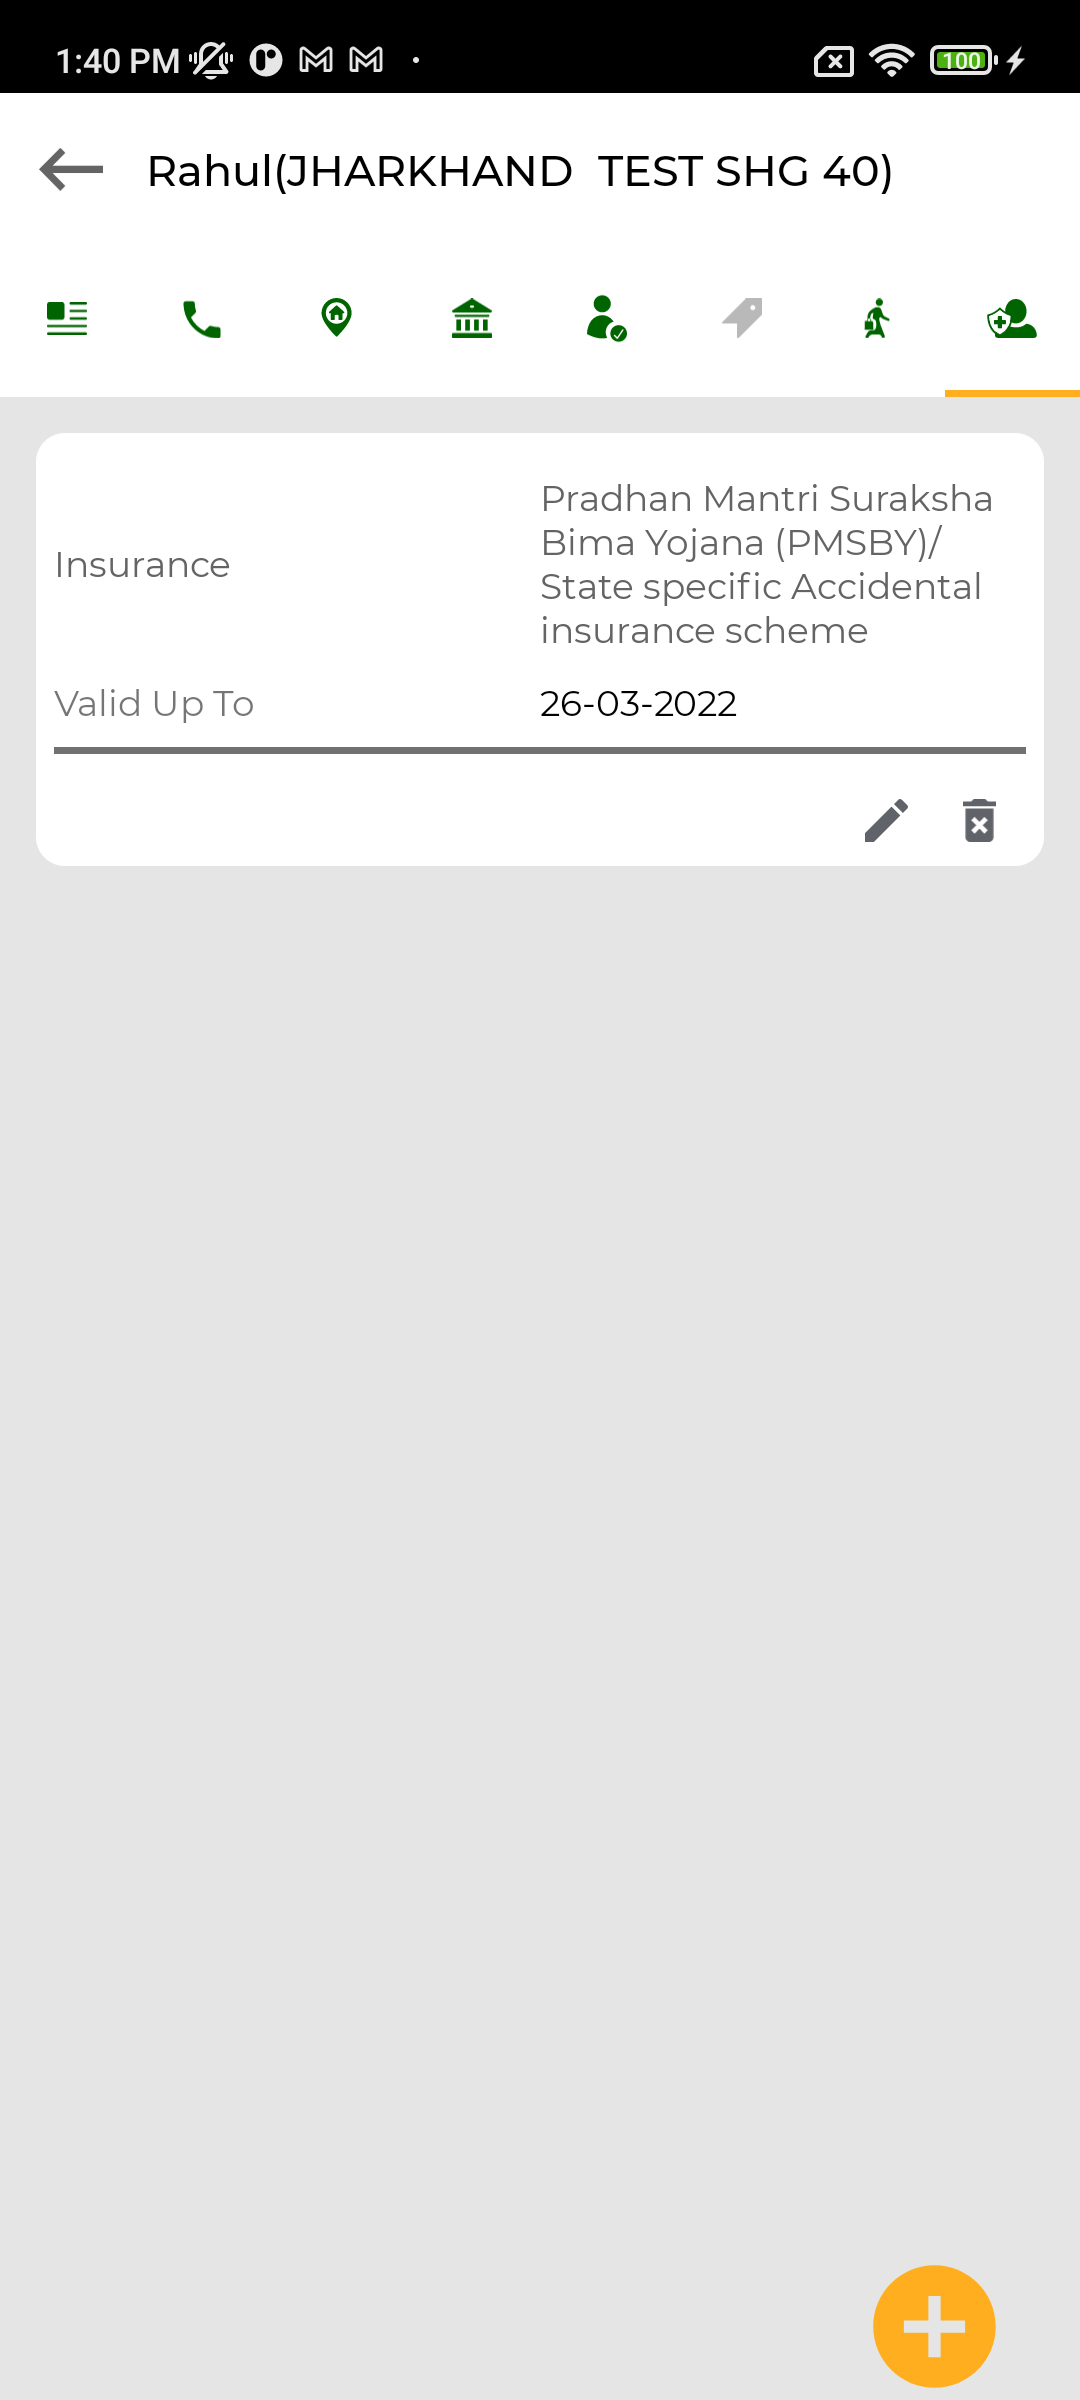 1:40 PM
100
Rahul(JHARKHAND TEST SHG 40)
Insurance
Pradhan Mantri Suraksha
Bima Yojana (PMSBY)/
State specific Accidental
insurance scheme
Valid Up To
26-03-2022